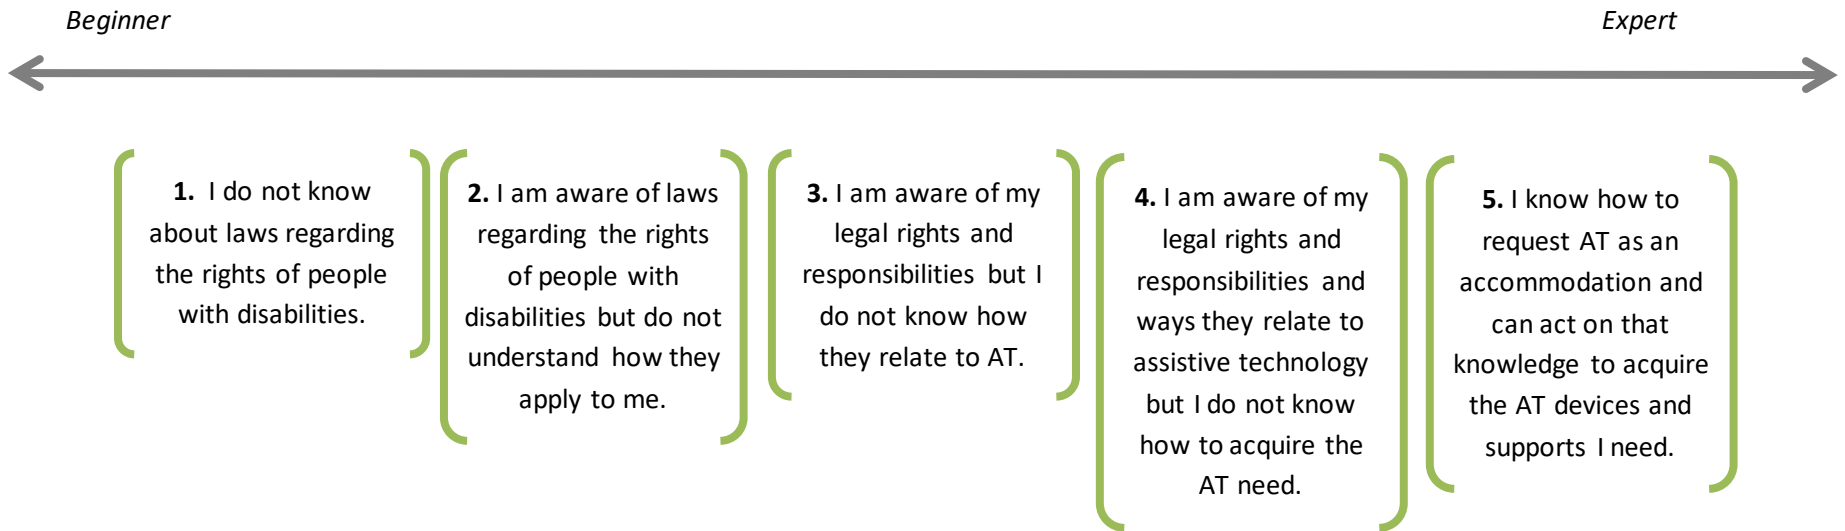 Beginner
Expert
1. I do not know
about laws regarding
the rights of people
with disabilities.
2. I am aware of laws
regarding the rights
of people with
disabilities but do not
understand how they
apply to me.
3. I am aware of my
legal rights and
responsibilities but I
do not know how
they relate to AT.
4. I am aware of my
legal rights and
responsibilities and
ways they relate to
assistive technology
but I do not know
how to acquire the
AT need.
5. I know how to
request AT as an
accommodation and
can act on that
knowledge to acquire
the AT devices and
supports I need.